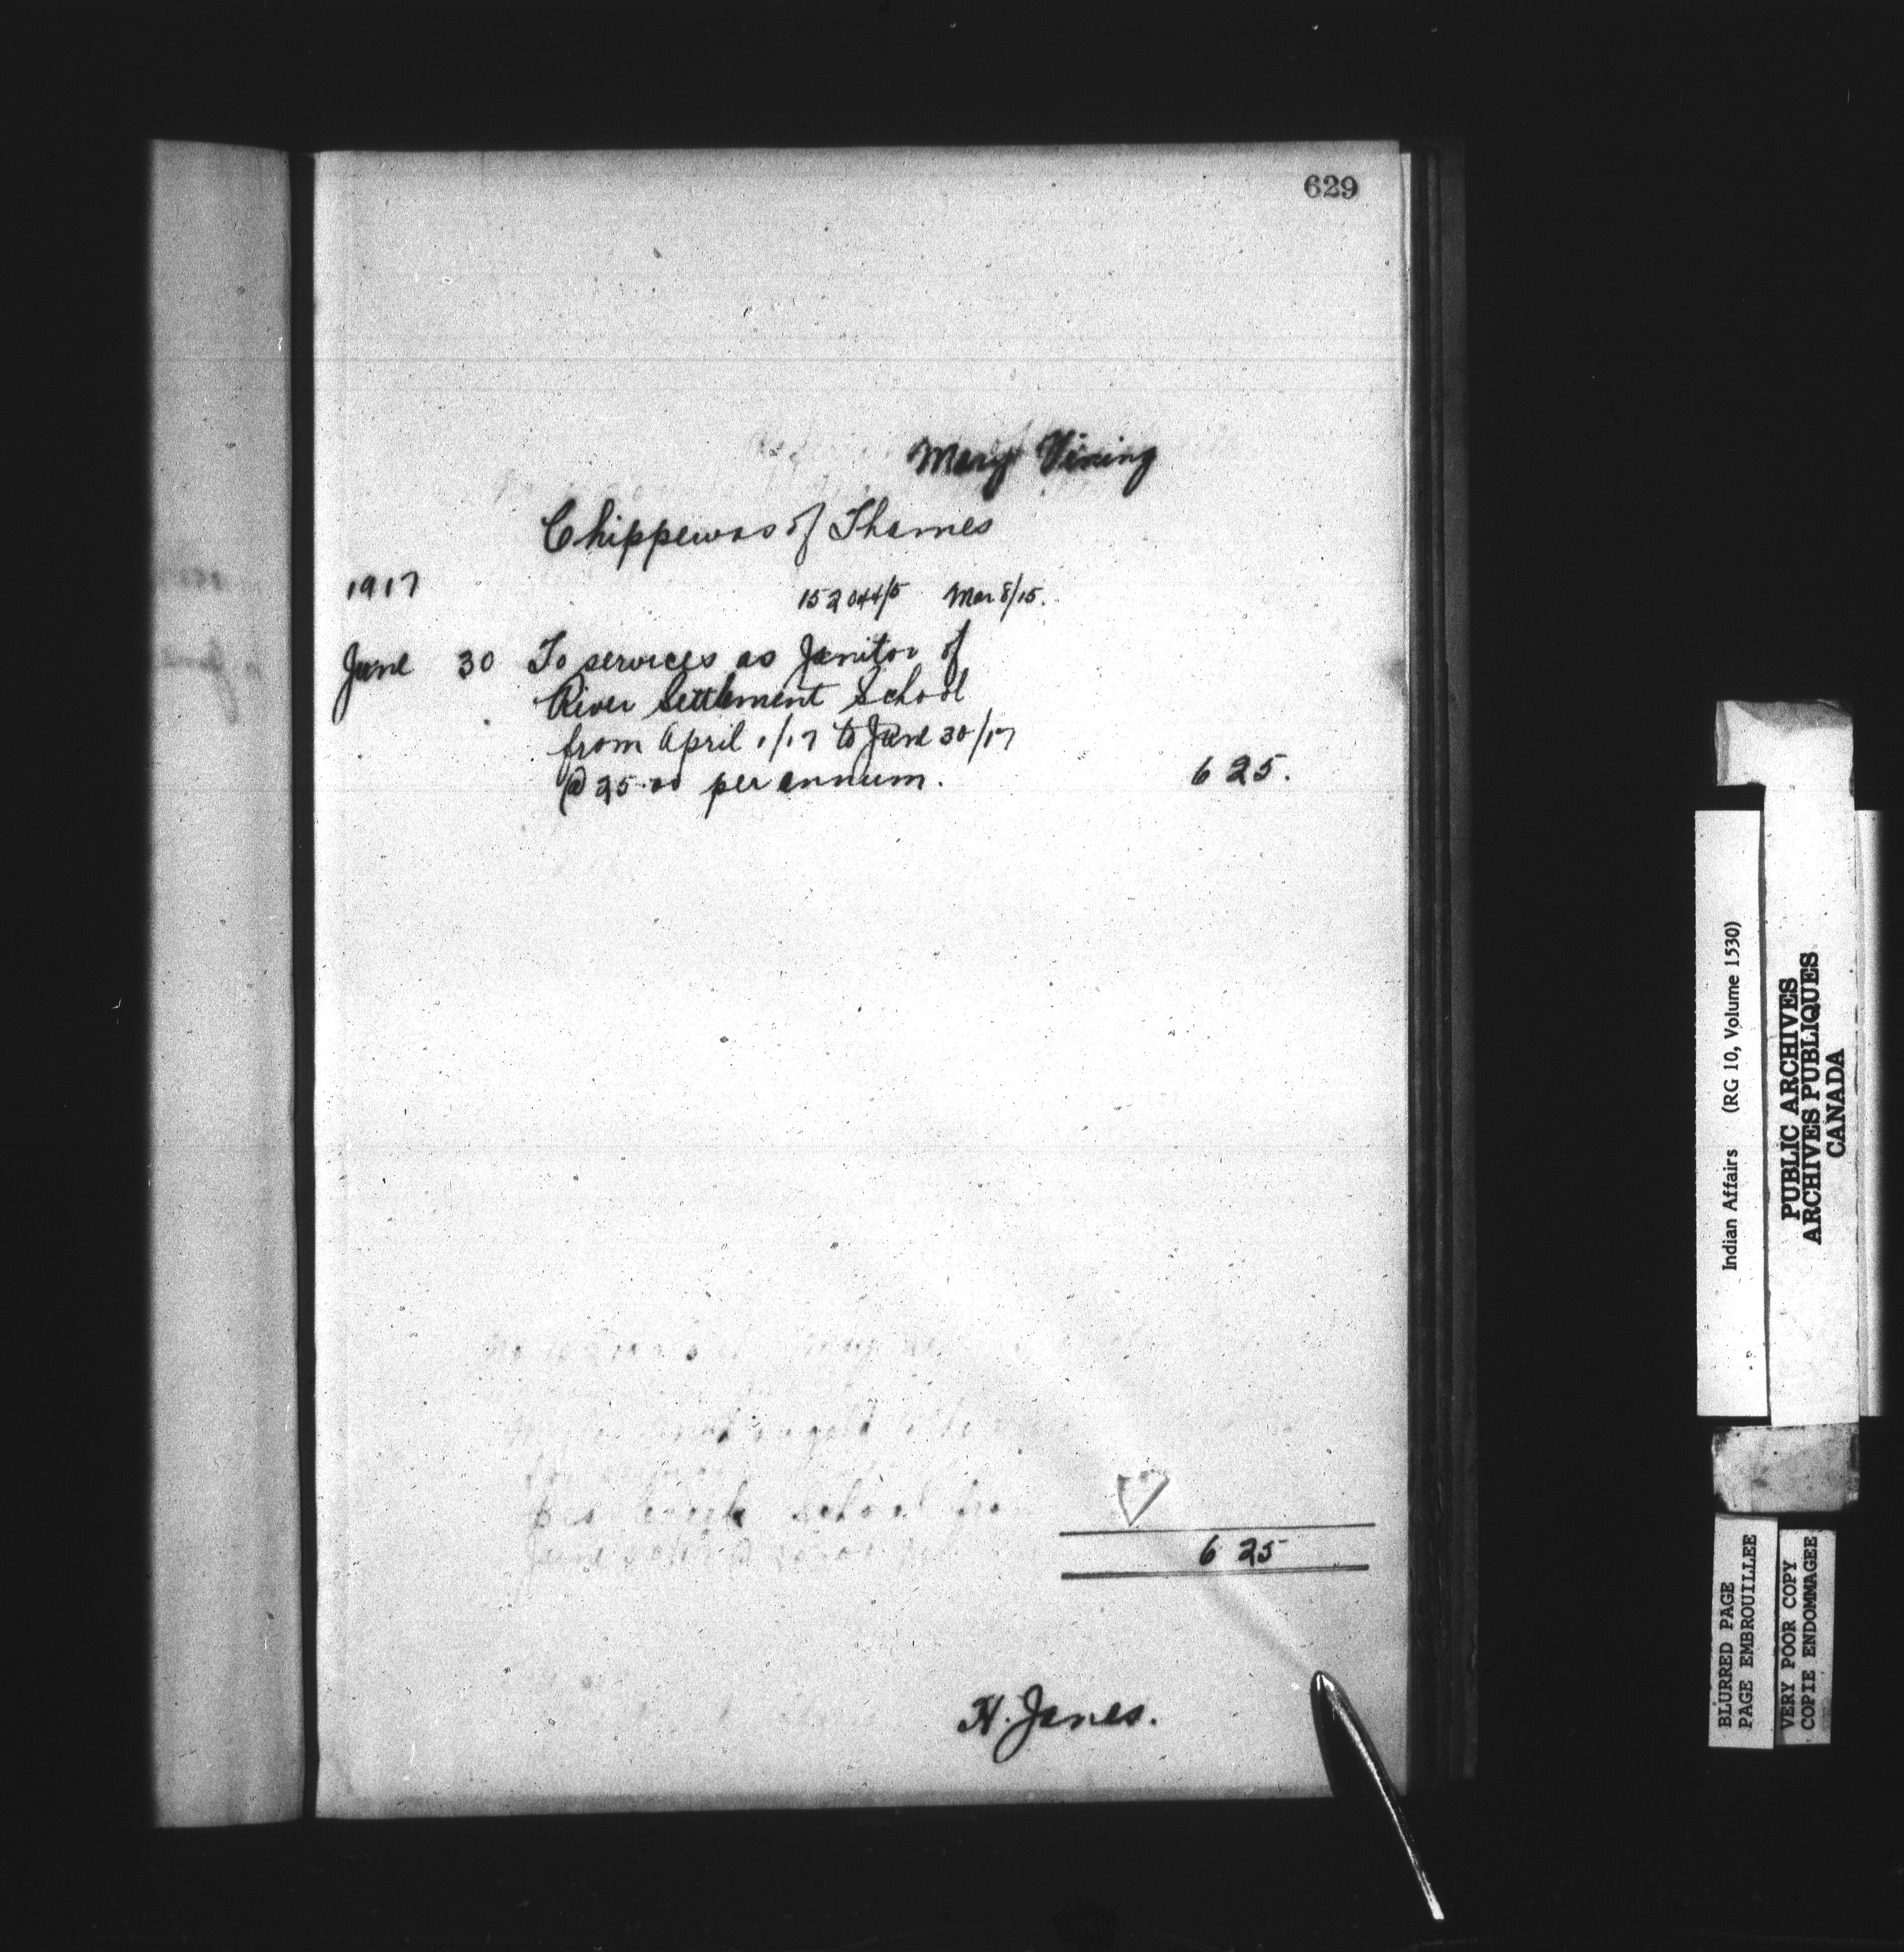 629
Mary Vining
Chippewas of Thames
1917
152044/5 Mar 8/15.
June 30 To services as Janitor of
River Settlement School
from April 1/17 to June 30/17
@ 25.00 per annum. 6 25.
6 25
H. Janes.
Indian Affairs (RG 10, Volume 1530)
PUBLIC ARCHIVES
ARCHIVES PUBLIQUES
CANADA
BLURRED PAGE
PAGE EMBROUILLEE
VERY POOR COPY
COPIE ENDOMMAGEE